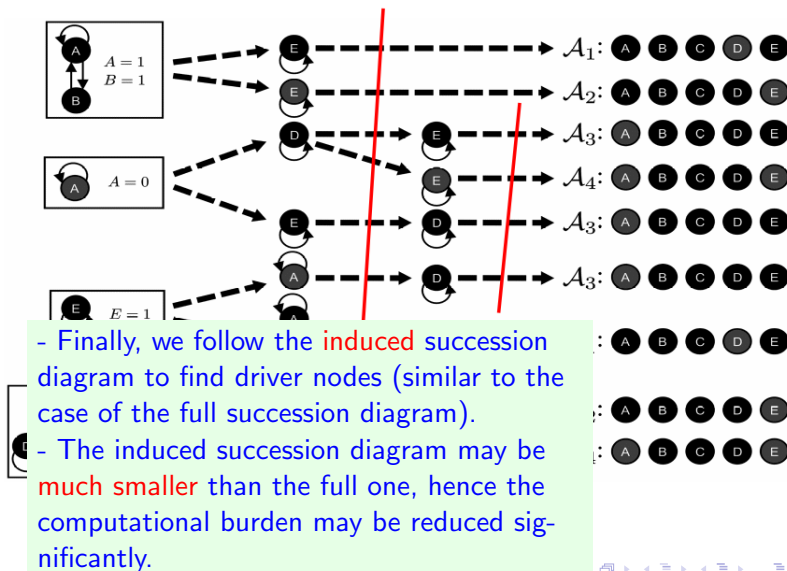 A
B
A = 1
B = 1
E
𝒜₁: A B C D E
E
𝒜₂: A B C D E
D
E
𝒜₃: A B C D E
A
A = 0
E
𝒜₄: A B C D E
E
D
𝒜₃: A B C D E
A
D
𝒜₃: A B C D E
E
E = 1
A
A B C D E
- Finally, we follow the induced succession
diagram to find driver nodes (similar to the
case of the full succession diagram).
- The induced succession diagram may be
much smaller than the full one, hence the
computational burden may be reduced sig-
nificantly.
A B C D E
A B C D E